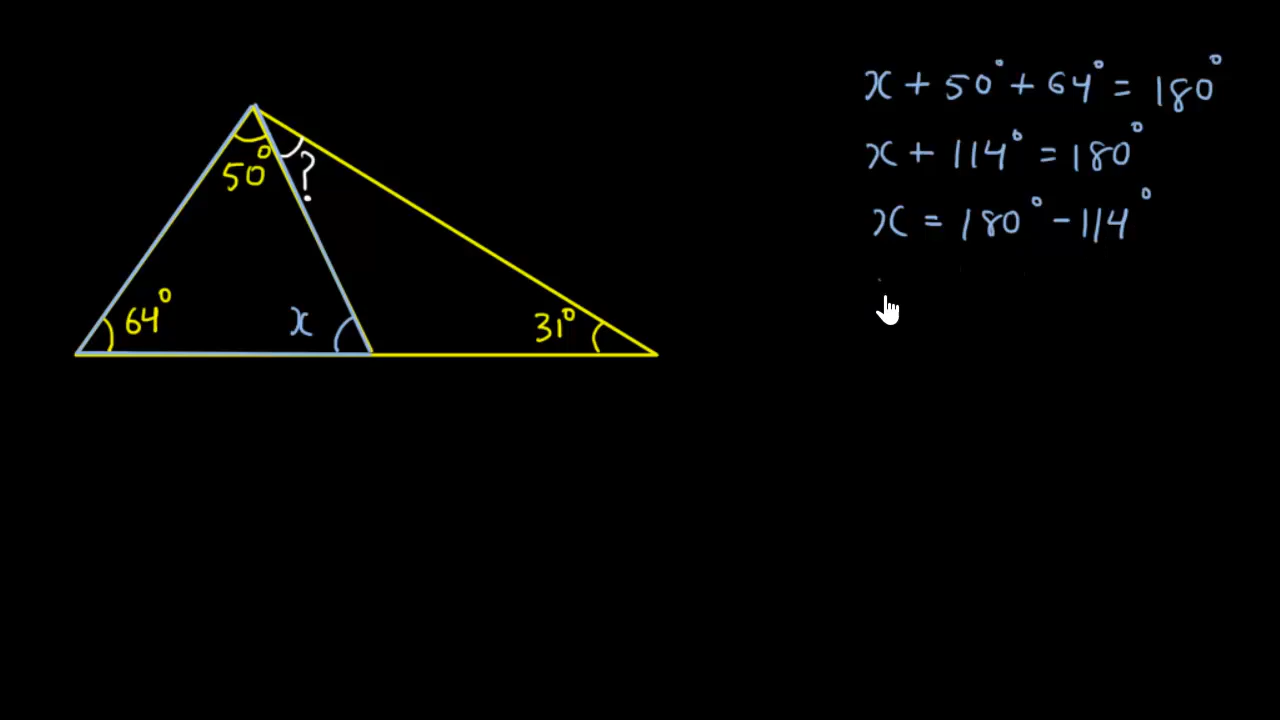 x + 50° + 64° = 180°
x + 114° = 180°
x = 180° - 114°
50°
?
64°
x
31°